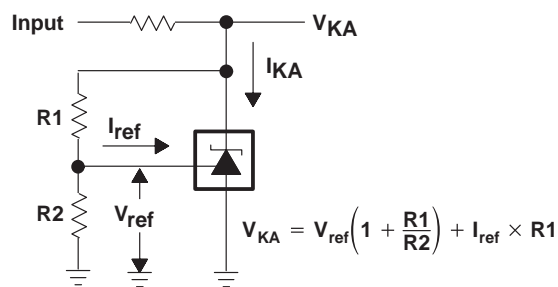 Input
V_KA
I_KA
R1
I_ref
R2
V_ref
V_KA = V_ref(1 + R1/R2) + I_ref × R1